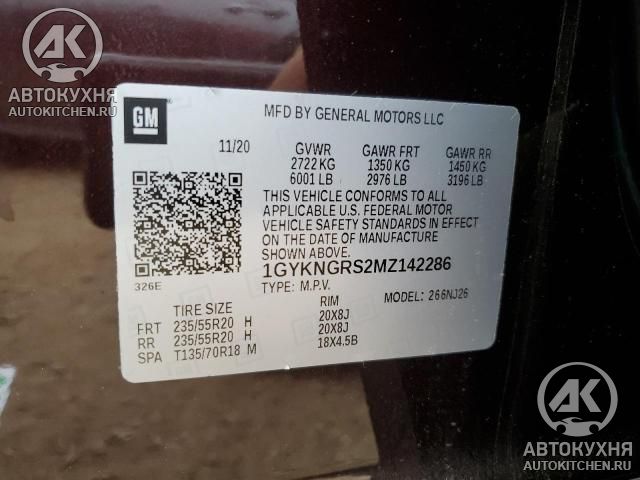 АК
АВТОКУХНЯ
AUTOKITCHEN.RU
GM
MFD BY GENERAL MOTORS LLC
11/20 GVWR GAWR FRT GAWR RR
2722 KG 1350 KG 1450 KG
6001 LB 2976 LB 3196 LB
THIS VEHICLE CONFORMS TO ALL
APPLICABLE U.S. FEDERAL MOTOR
VEHICLE SAFETY STANDARDS IN EFFECT
ON THE DATE OF MANUFACTURE
SHOWN ABOVE.
1GYKNGRS2MZ142286
326E
TYPE: M.P.V. MODEL: 266NJ26
TIRE SIZE RIM
FRT 235/55R20 H 20X8J
RR 235/55R20 H 20X8J
SPA T135/70R18 M 18X4.5B
АК
АВТОКУХНЯ
AUTOKITCHEN.RU